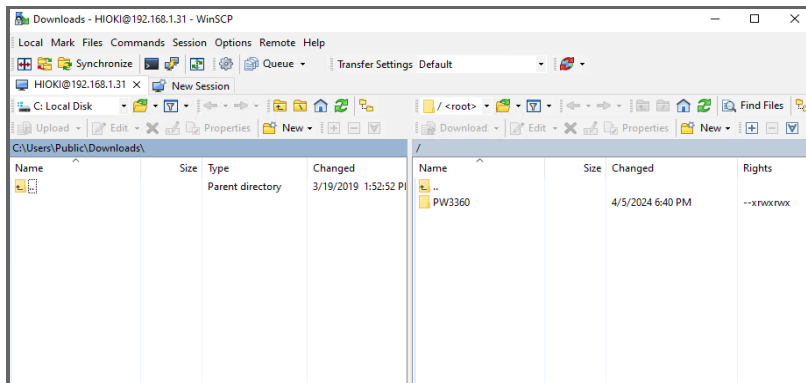 Downloads - HIOKI@192.168.1.31 - WinSCP
Local Mark Files Commands Session Options Remote Help
Synchronize Queue Transfer Settings Default
HIOKI@192.168.1.31 New Session
C: Local Disk / <root> Find Files
Upload Edit Properties New Download Edit Properties New
C:\Users\Public\Downloads\ /
Name Size Type Changed Name Size Changed Rights
.. Parent directory 3/19/2019 1:52:52 ..
PW3360 4/5/2024 6:40 PM --xrwxrwx